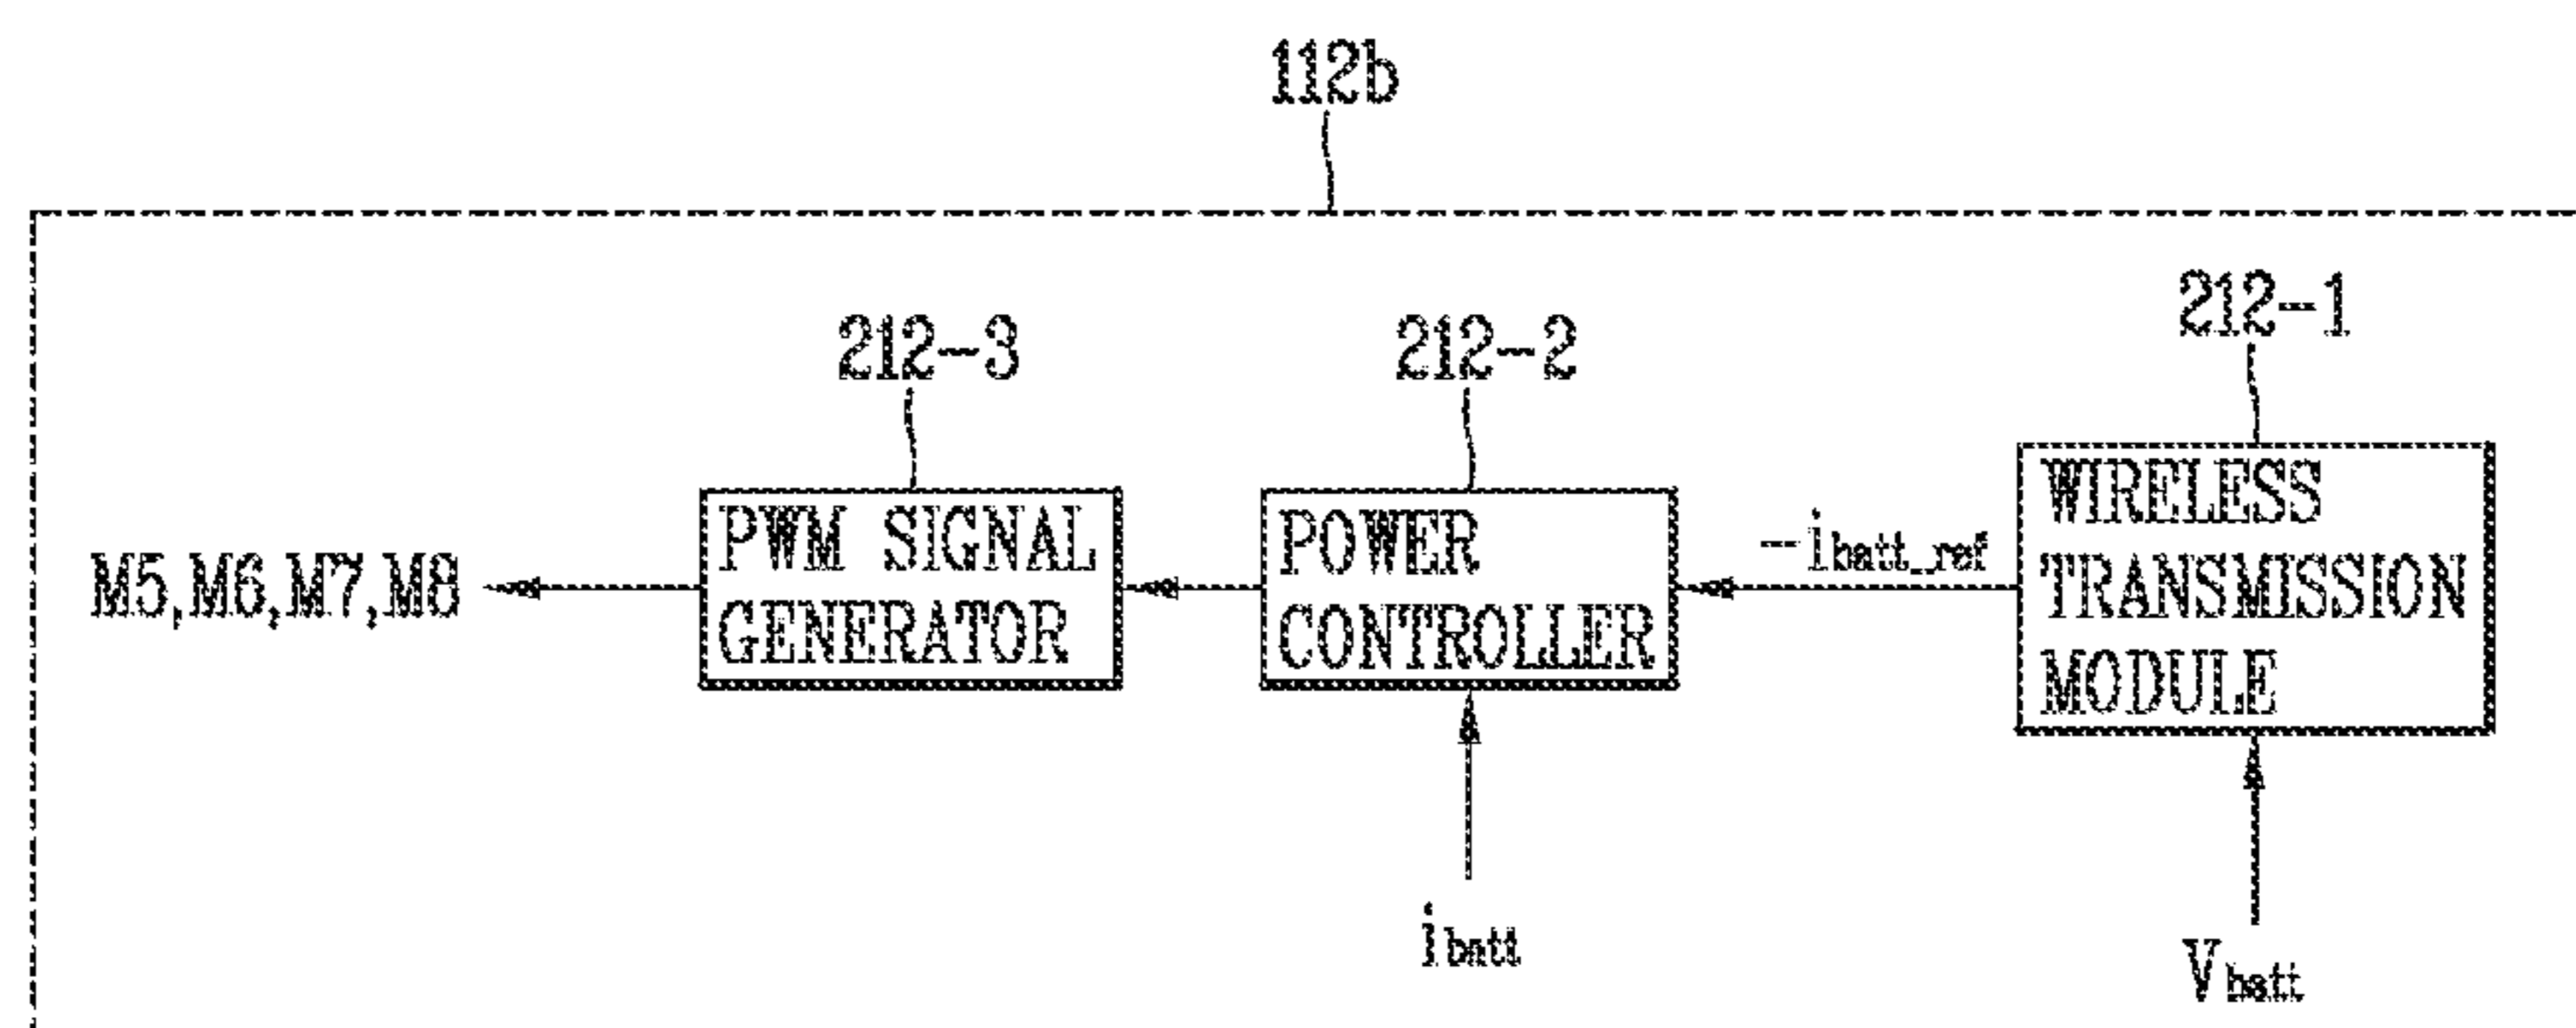 112b
212-3
212-2
212-1
PWM SIGNAL
GENERATOR
POWER
CONTROLLER
WIRELESS
TRANSMISSION
MODULE
M5,M6,M7,M8
-ibatt_ref
ibatt
Vbatt